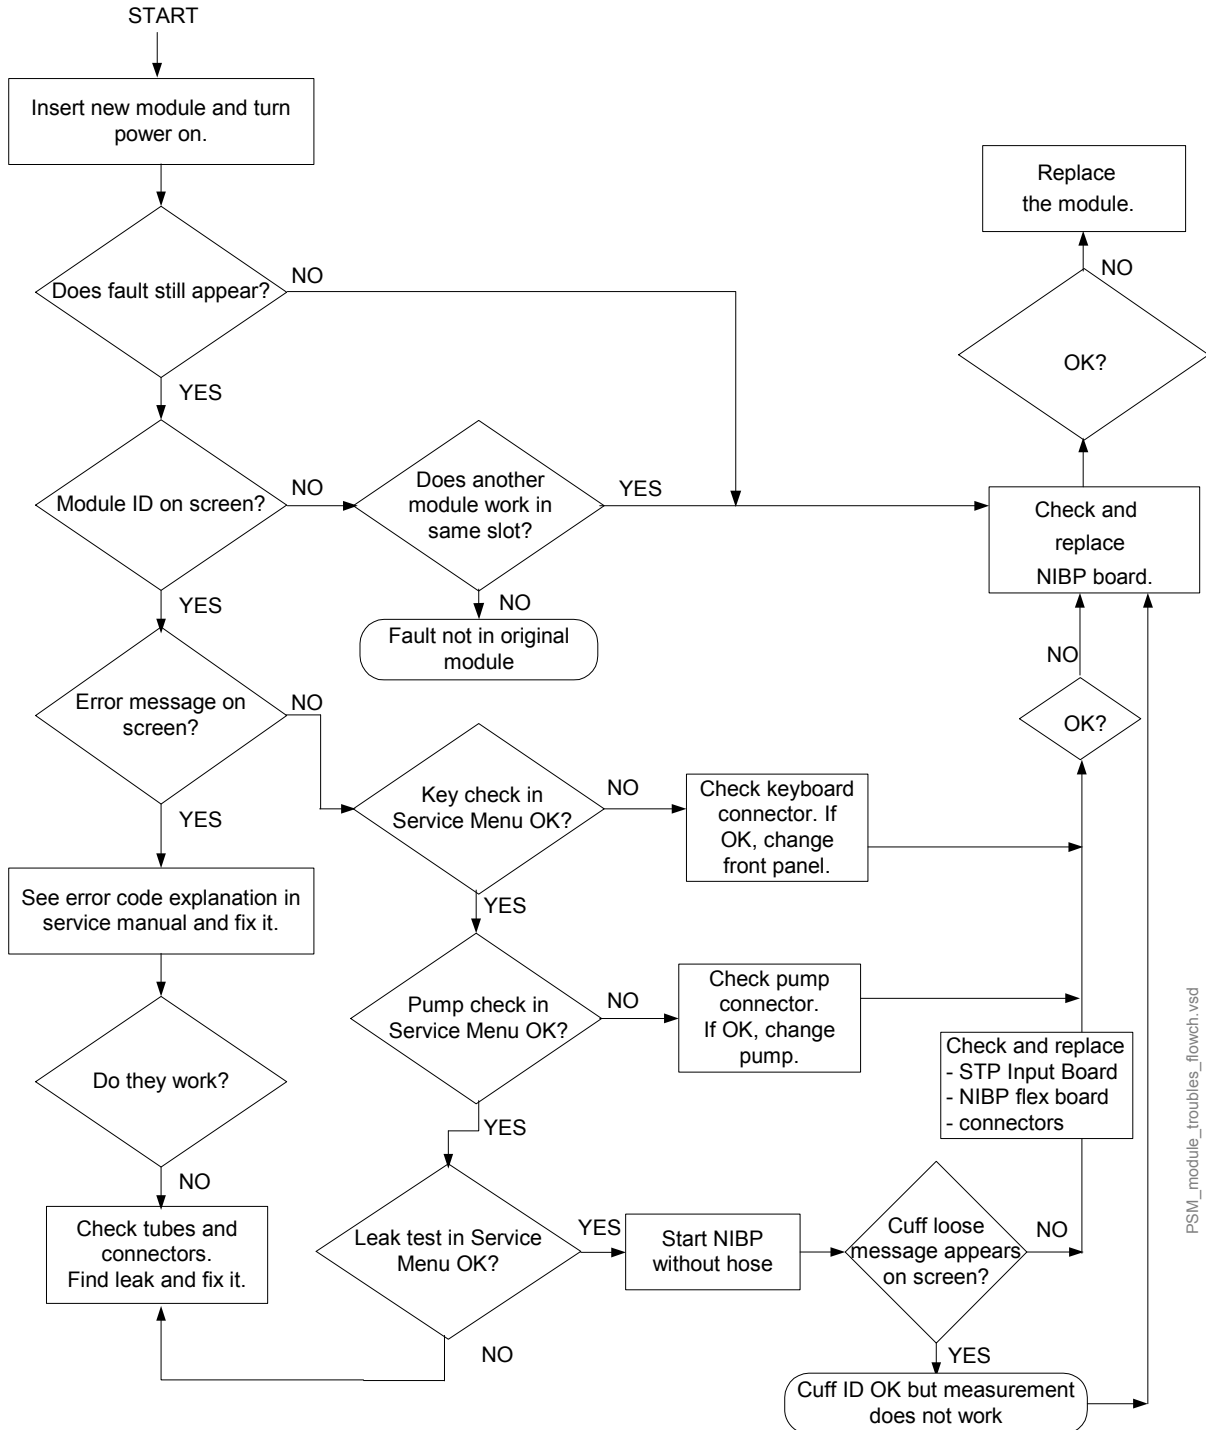 START
Insert new module and turn
power on.
Does fault still appear?
NO
YES
Module ID on screen?
NO
Does another
module work in
same slot?
YES
NO
Fault not in original
module
YES
Error message on
screen?
NO
YES
See error code explanation in
service manual and fix it.
Do they work?
NO
Check tubes and
connectors.
Find leak and fix it.
Key check in
Service Menu OK?
NO
Check keyboard
connector. If
OK, change
front panel.
YES
Pump check in
Service Menu OK?
NO
Check pump
connector.
If OK, change
pump.
YES
Leak test in Service
Menu OK?
NO
YES
Start NIBP
without hose
Cuff loose
message appears
on screen?
NO
YES
Cuff ID OK but measurement
does not work
Check and replace
- STP Input Board
- NIBP flex board
- connectors
OK?
NO
Check and
replace
NIBP board.
OK?
NO
Replace
the module.
PSM_module_troubles_flowch.vsd